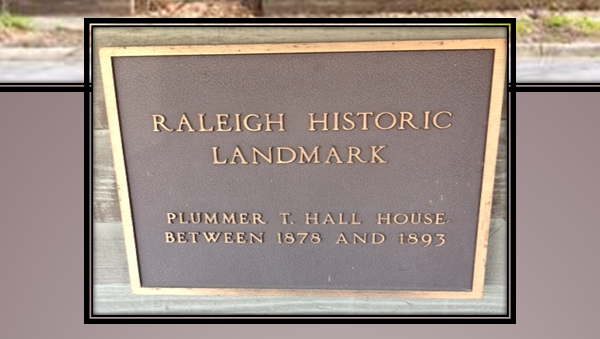 RALEIGH HISTORIC
LANDMARK
PLUMMER T. HALL HOUSE
BETWEEN 1878 AND 1893